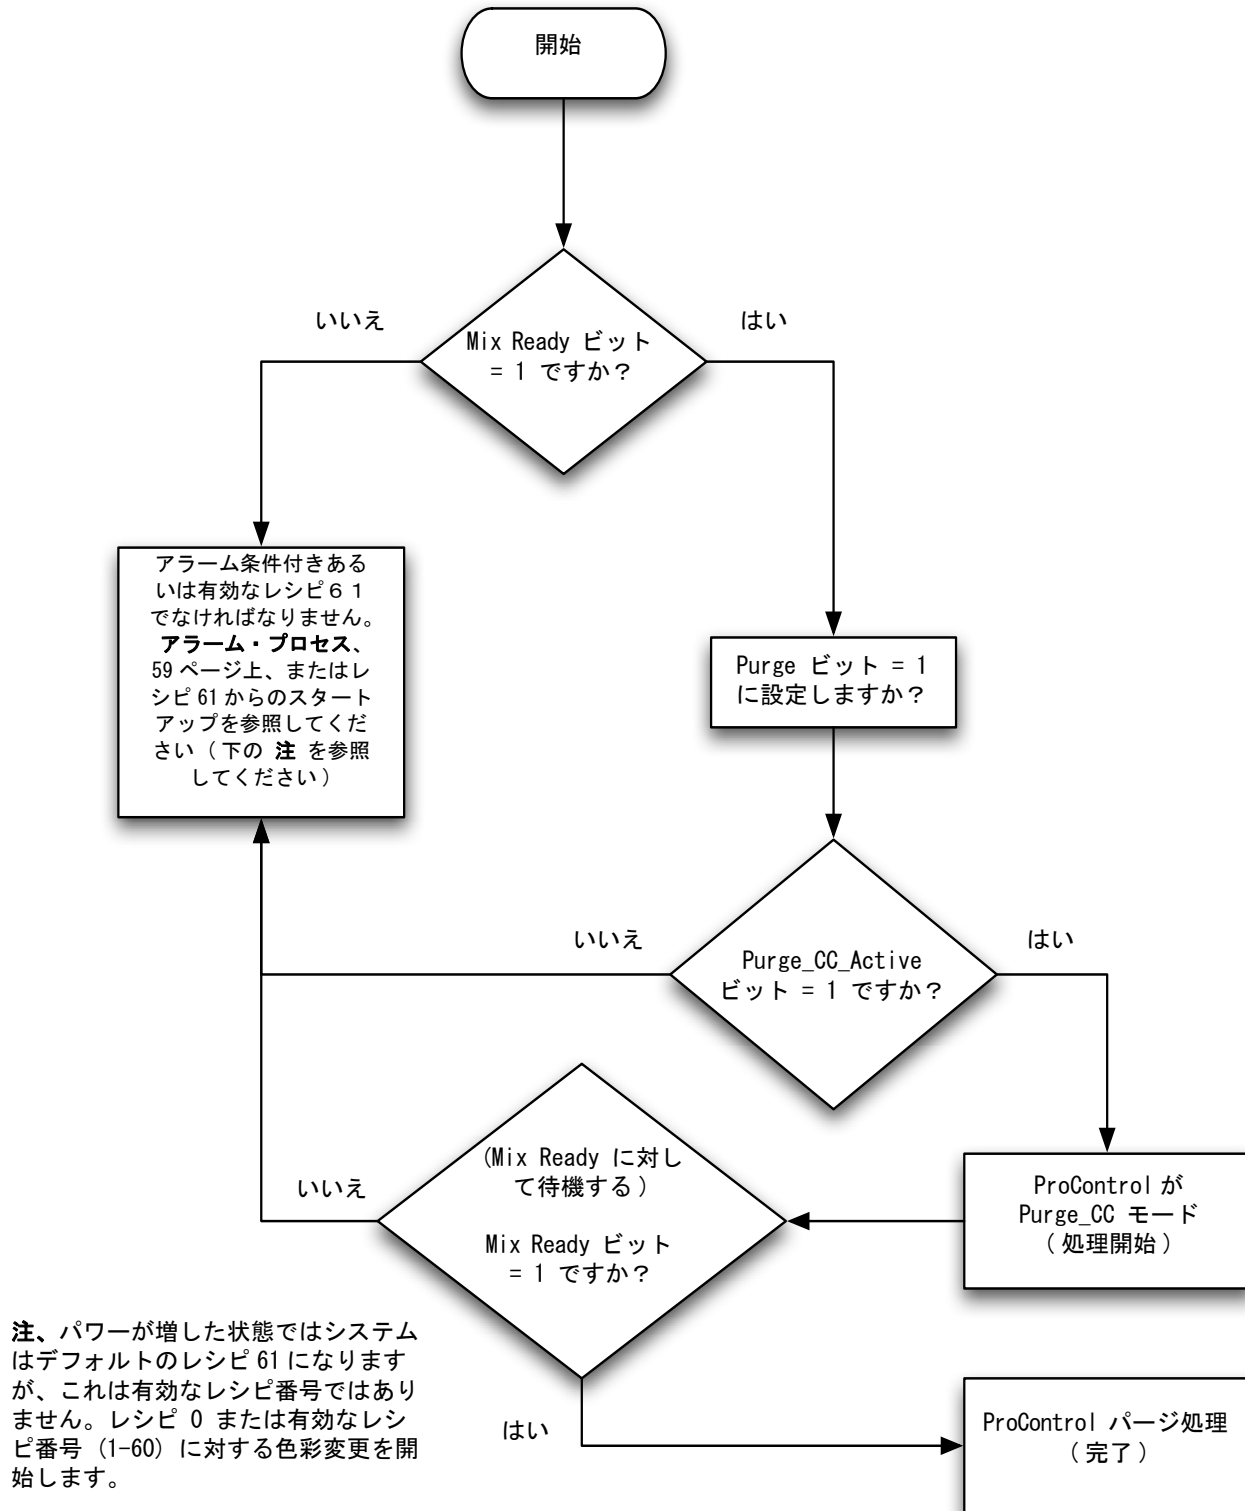 開始
いいえ
はい
Mix Ready ビット
= 1 ですか？
アラーム条件付きある
いは有効なレシピ６１
でなければなりません。
アラーム・プロセス、
59 ページ上、またはレ
シピ 61 からのスタート
アップを参照してくだ
さい（下の 注 を参照
してください）
Purge ビット = 1
に設定しますか？
いいえ
はい
Purge_CC_Active
ビット = 1 ですか？
いいえ
(Mix Ready に対し
て待機する）
Mix Ready ビット
= 1 ですか？
ProControl が
Purge_CC モード
（処理開始）
注、パワーが増した状態ではシステム
はデフォルトのレシピ 61 になります
が、これは有効なレシピ番号ではあり
ません。レシピ 0 または有効なレシ
ピ番号 (1-60) に対する色彩変更を開
始します。
はい
ProControl パージ処理
（完了）